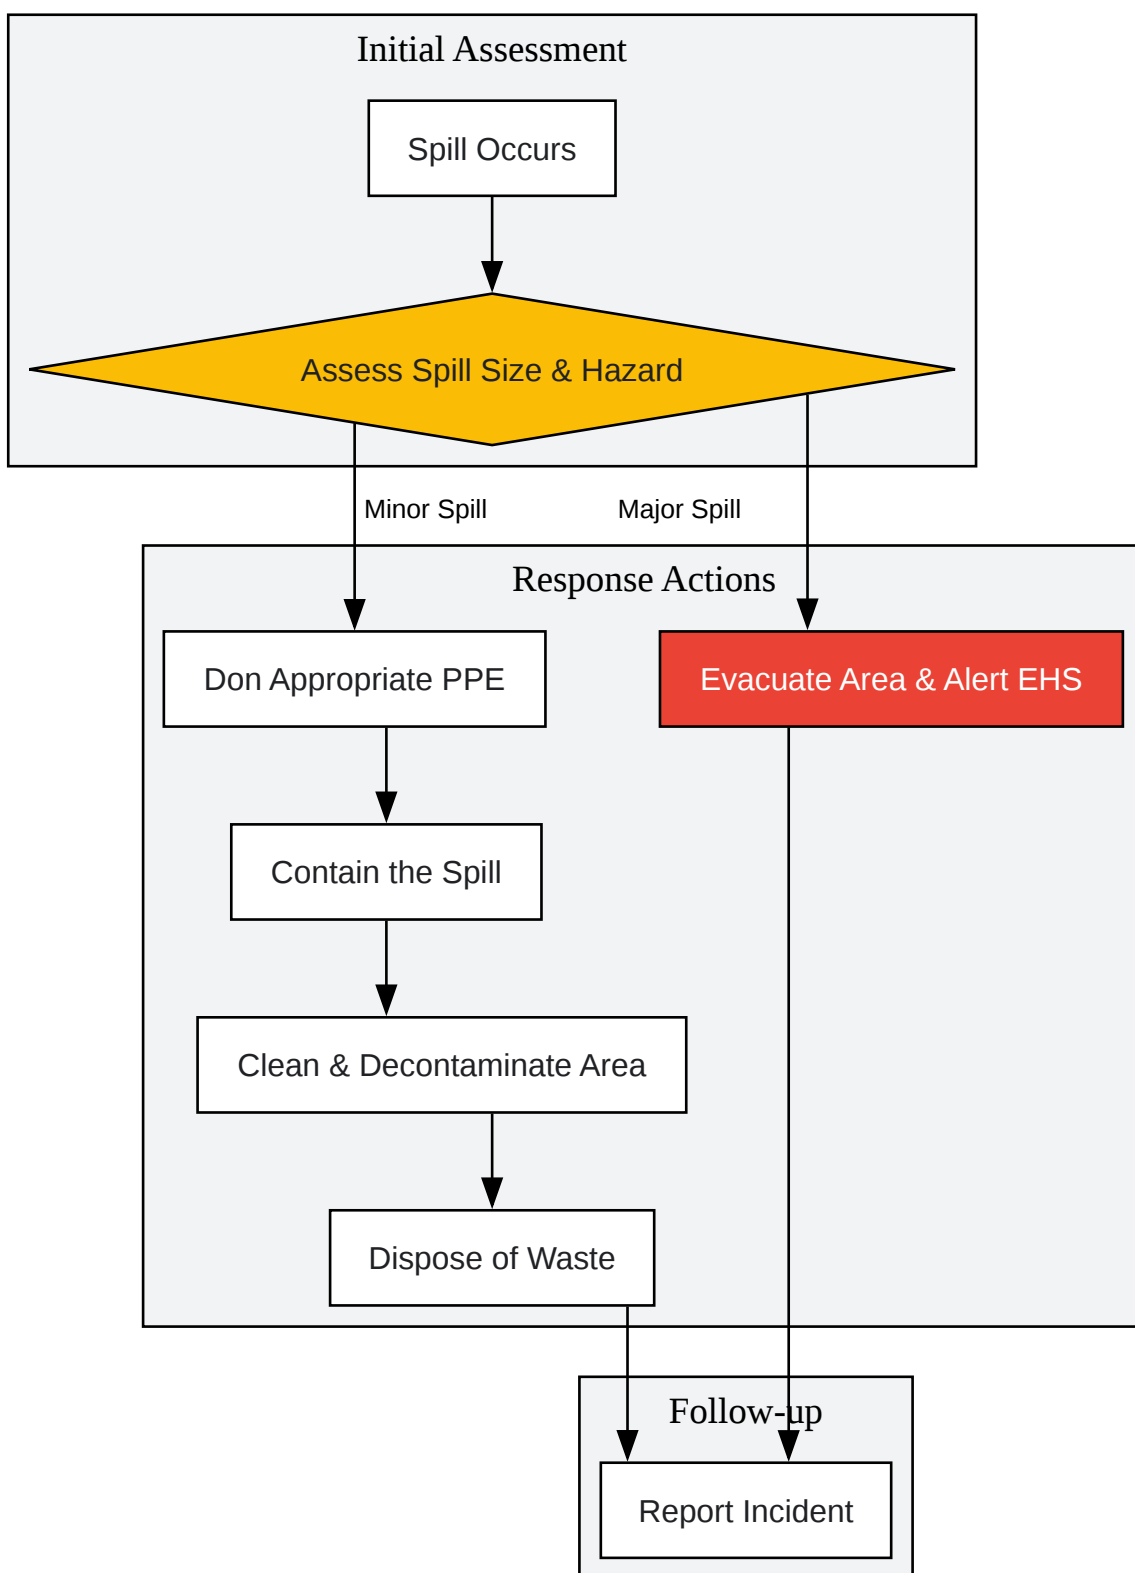 Initial Assessment
Spill Occurs
Assess Spill Size & Hazard
Minor Spill
Major Spill
Response Actions
Don Appropriate PPE
Evacuate Area & Alert EHS
Contain the Spill
Clean & Decontaminate Area
Dispose of Waste
Follow-up
Report Incident